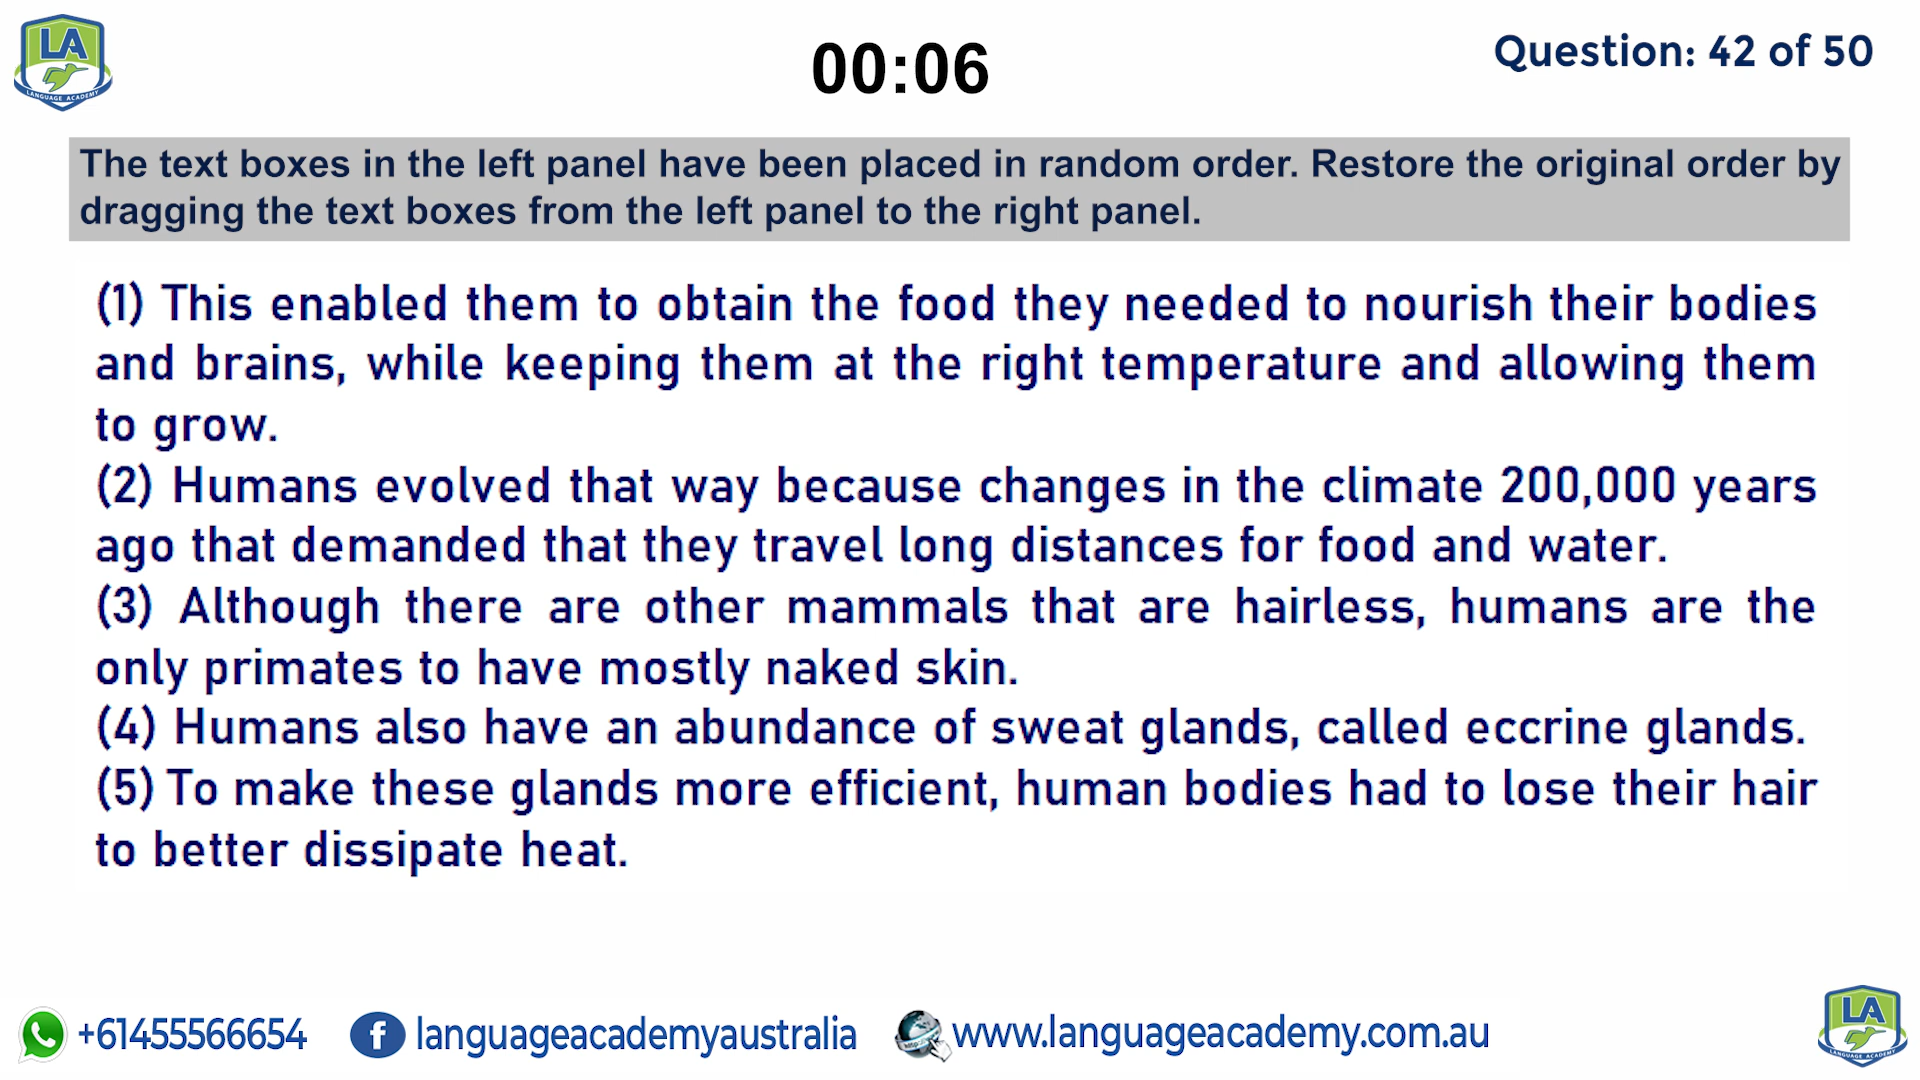 LA
LANGUAGE ACADEMY
00:06
Question: 42 of 50
The text boxes in the left panel have been placed in random order. Restore the original order by
dragging the text boxes from the left panel to the right panel.
(1) This enabled them to obtain the food they needed to nourish their bodies
and brains, while keeping them at the right temperature and allowing them
to grow.
(2) Humans evolved that way because changes in the climate 200,000 years
ago that demanded that they travel long distances for food and water.
(3) Although there are other mammals that are hairless, humans are the
only primates to have mostly naked skin.
(4) Humans also have an abundance of sweat glands, called eccrine glands.
(5) To make these glands more efficient, human bodies had to lose their hair
to better dissipate heat.
+61455566654
f languageacademyaustralia
www.languageacademy.com.au
LA
LANGUAGE ACADEMY